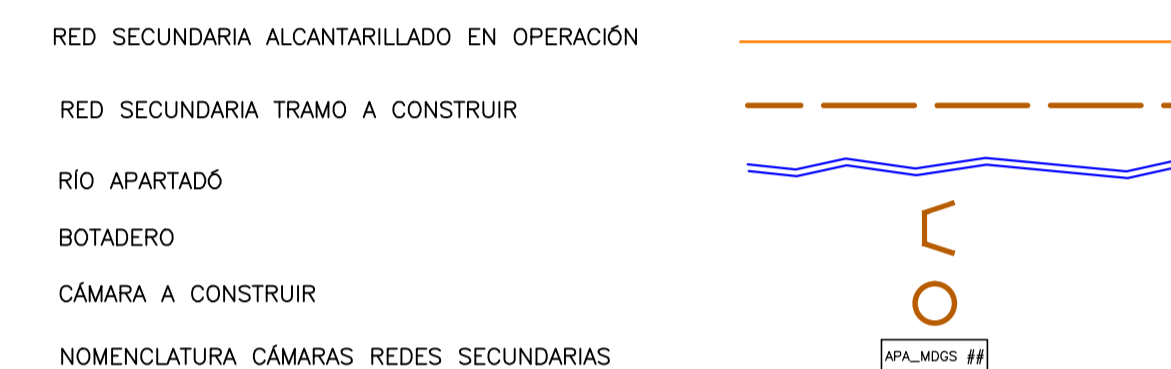 RED SECUNDARIA ALCANTARILLADO EN OPERACIÓN
RED SECUNDARIA TRAMO A CONSTRUIR
RÍO APARTADÓ
BOTADERO
CÁMARA A CONSTRUIR
NOMENCLATURA CÁMARAS REDES SECUNDARIAS APA_MDGS ##